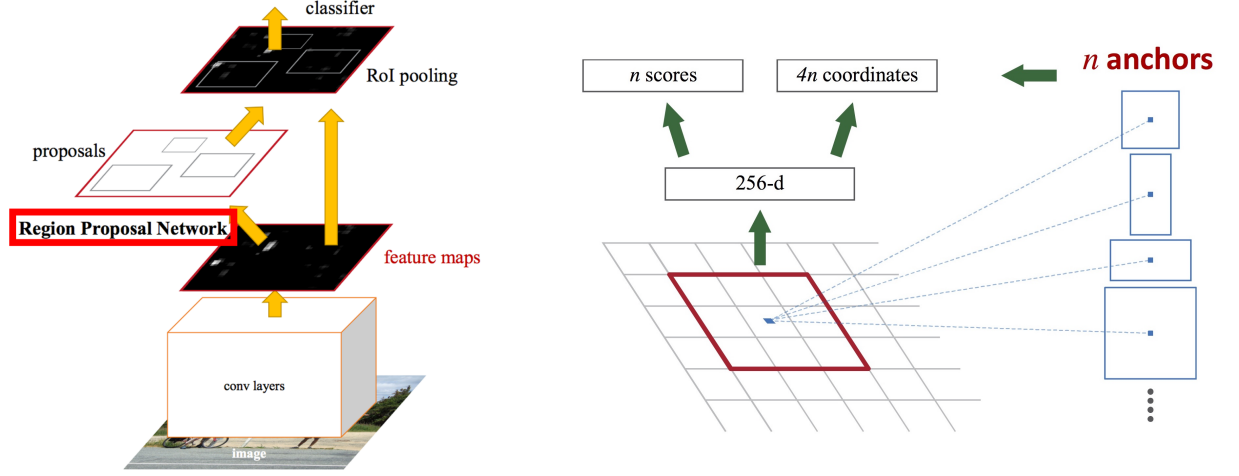 classifier
RoI pooling
proposals
Region Proposal Network
feature maps
conv layers
image
n scores
4n coordinates
n anchors
256-d